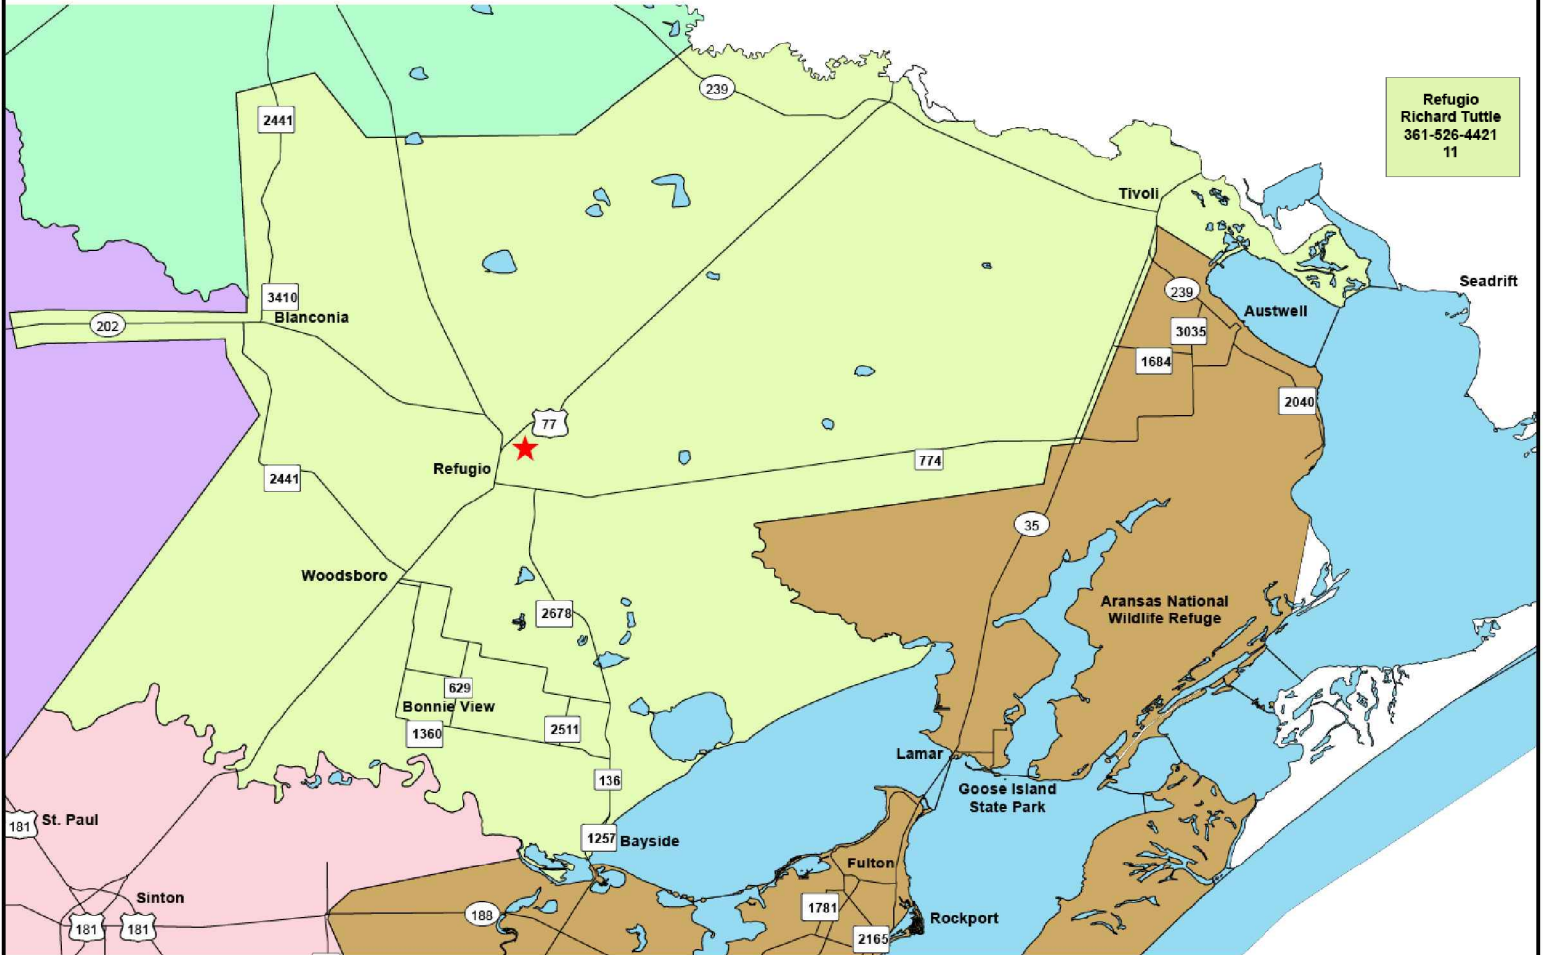 239
Refugio
Richard Tuttle
361-526-4421
11
2441
Tivoli
Seadrift
239
3410
Blanconia
202
Austwell
3035
1684
2040
77
Refugio
774
2441
35
Woodsboro
Aransas National
Wildlife Refuge
2678
629
Bonnie View
1360
2511
Lamar
136
Goose Island
State Park
181
St. Paul
1257
Bayside
Fulton
Sinton
181
181
188
1781
Rockport
2165